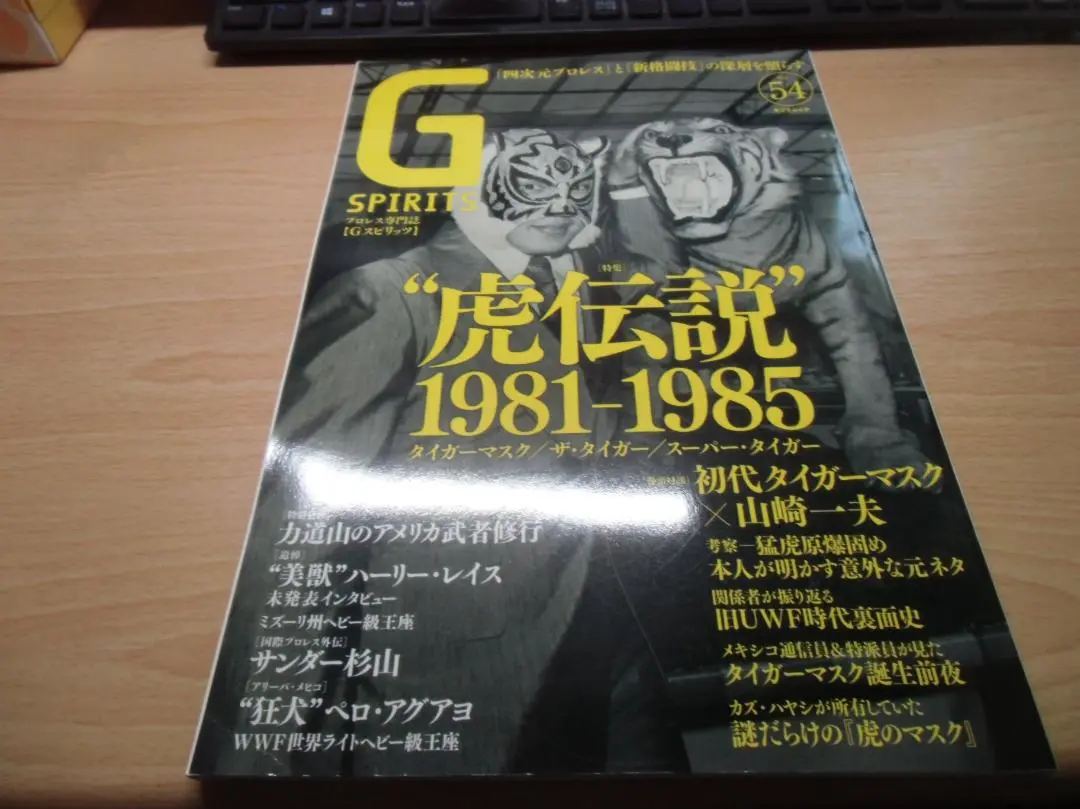 「四次元プロレス」と「新格闘技」の深層を照らす
54
G
SPIRITS
プロレス専門誌
【Gスピリッツ】
［特集］
“虎伝説”
1981-1985
タイガーマスク／ザ・タイガー／スーパー・タイガー
初代タイガーマスク
×山崎一夫
考察―猛虎原爆固め
本人が明かす意外な元ネタ
関係者が振り返る
旧UWF時代裏面史
メキシコ通信員&特派員が見た
タイガーマスク誕生前夜
カズ・ハヤシが所有していた
謎だらけの『虎のマスク』
力道山のアメリカ武者修行
［追悼］
“美獣”ハーリー・レイス
未発表インタビュー
ミズーリ州ヘビー級王座
［国際プロレス外伝］
サンダー杉山
［アリーバ・メヒコ］
“狂犬”ペロ・アグアヨ
WWF世界ライトヘビー級王座